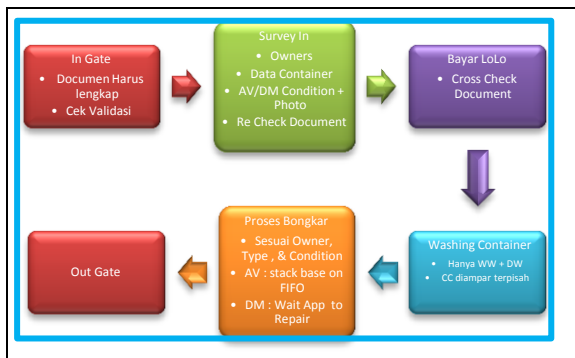 In Gate
• Documen Harus
lengkap
• Cek Validasi
Survey In
• Owners
• Data Container
• AV/DM Condition +
Photo
• Re Check Document
Bayar LoLo
• Cross Check
Document
Washing Container
• Hanya WW + DW
• CC diampar terpisah
Proses Bongkar
• Sesuai Owner,
Type , & Condition
• AV : stack base on
FIFO
• DM : Wait App to
Repair
Out Gate